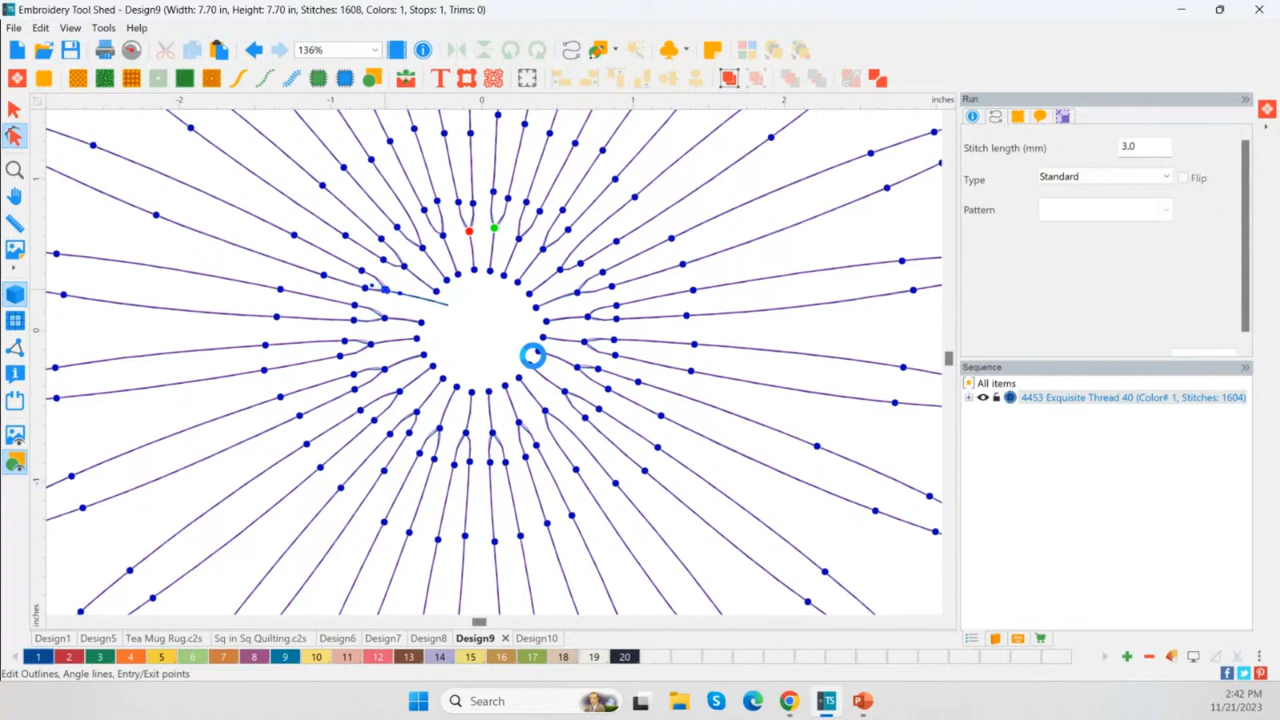 Embroidery Tool Shed - Design9 (Width: 7.70 in, Height: 7.70 in, Stitches: 1608, Colors: 1, Stops: 1, Trims: 0)
File Edit View Tools Help
136%
-2 -1 0 1 2 inches
1
0
-1
inches
Run
Stitch length (mm) 3.0
Type Standard Flip
Pattern
Sequence
All items
4453 Exquisite Thread 40 (Color# 1, Stitches: 1604)
Design1 Design5 Tea Mug Rug.c2s Sq in Sq Quilting.c2s Design6 Design7 Design8 Design9 Design10
1 2 3 4 5 6 7 8 9 10 11 12 13 14 15 16 17 18 19 20
Edit Outlines, Angle lines, Entry/Exit points
Search
2:42 PM
11/21/2023